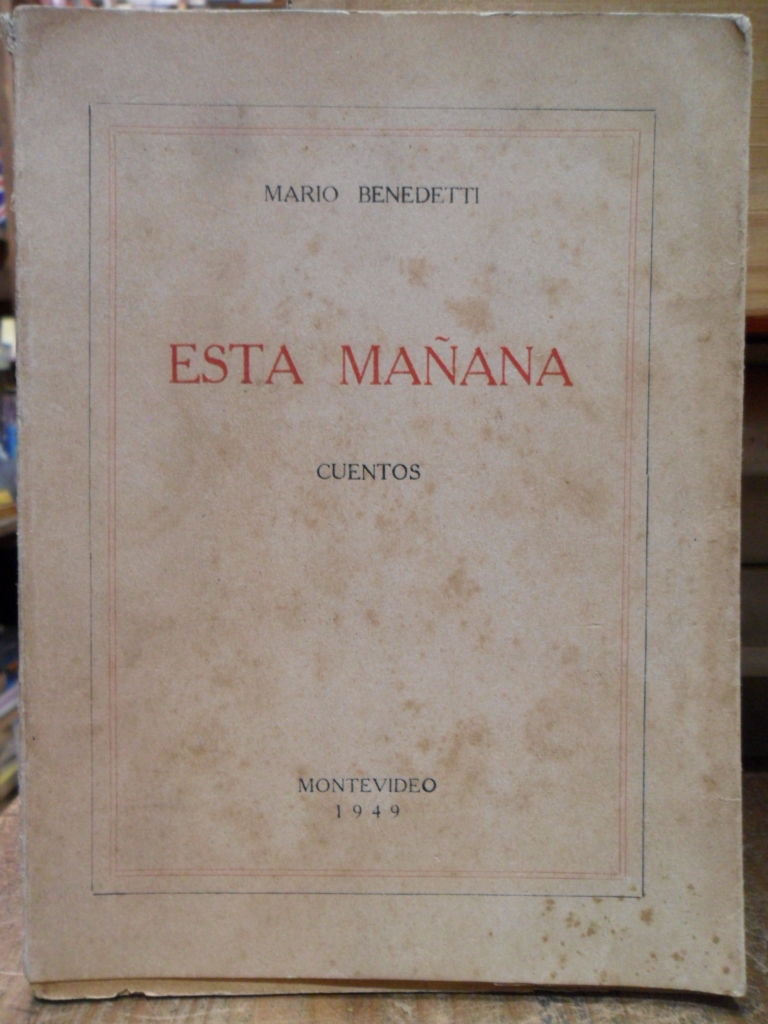 MARIO BENEDETTI
ESTA MAÑANA
CUENTOS
MONTEVIDEO
1949